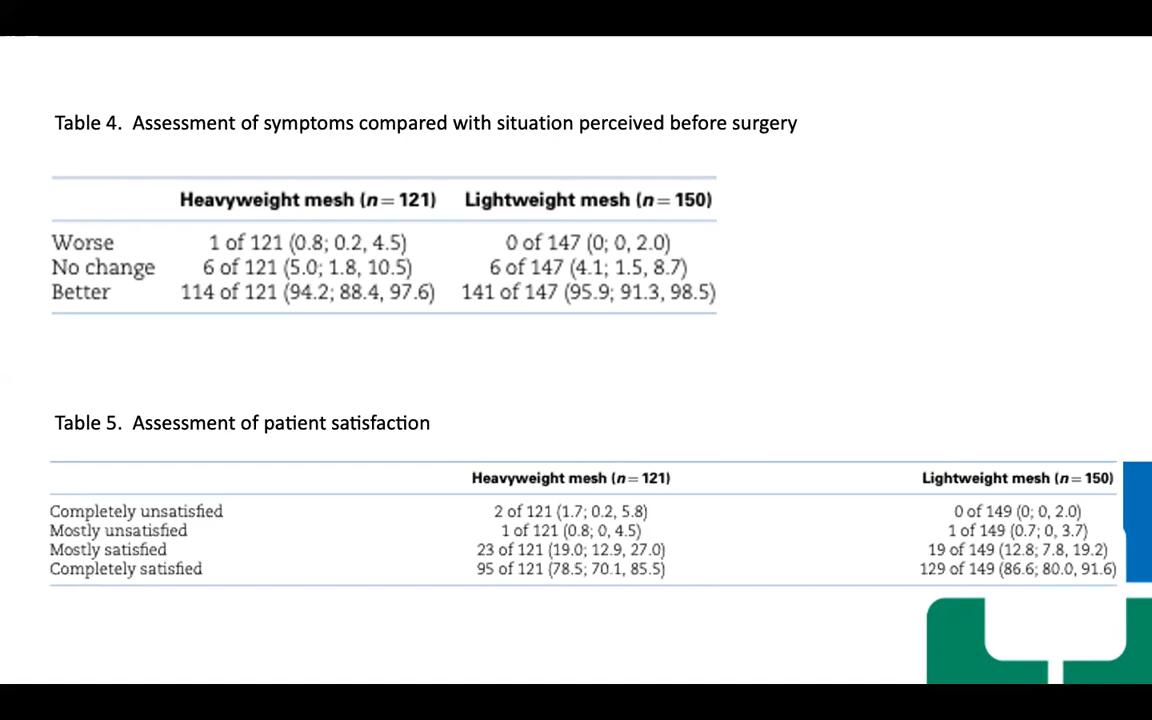 Table 4. Assessment of symptoms compared with situation perceived before surgery
Heavyweight mesh (n = 121) Lightweight mesh (n = 150)
Worse 1 of 121 (0.8; 0.2, 4.5) 0 of 147 (0; 0, 2.0)
No change 6 of 121 (5.0; 1.8, 10.5) 6 of 147 (4.1; 1.5, 8.7)
Better 114 of 121 (94.2; 88.4, 97.6) 141 of 147 (95.9; 91.3, 98.5)
Table 5. Assessment of patient satisfaction
Heavyweight mesh (n = 121) Lightweight mesh (n = 150)
Completely unsatisfied 2 of 121 (1.7; 0.2, 5.8) 0 of 149 (0; 0, 2.0)
Mostly unsatisfied 1 of 121 (0.8; 0, 4.5) 1 of 149 (0.7; 0, 3.7)
Mostly satisfied 23 of 121 (19.0; 12.9, 27.0) 19 of 149 (12.8; 7.8, 19.2)
Completely satisfied 95 of 121 (78.5; 70.1, 85.5) 129 of 149 (86.6; 80.0, 91.6)